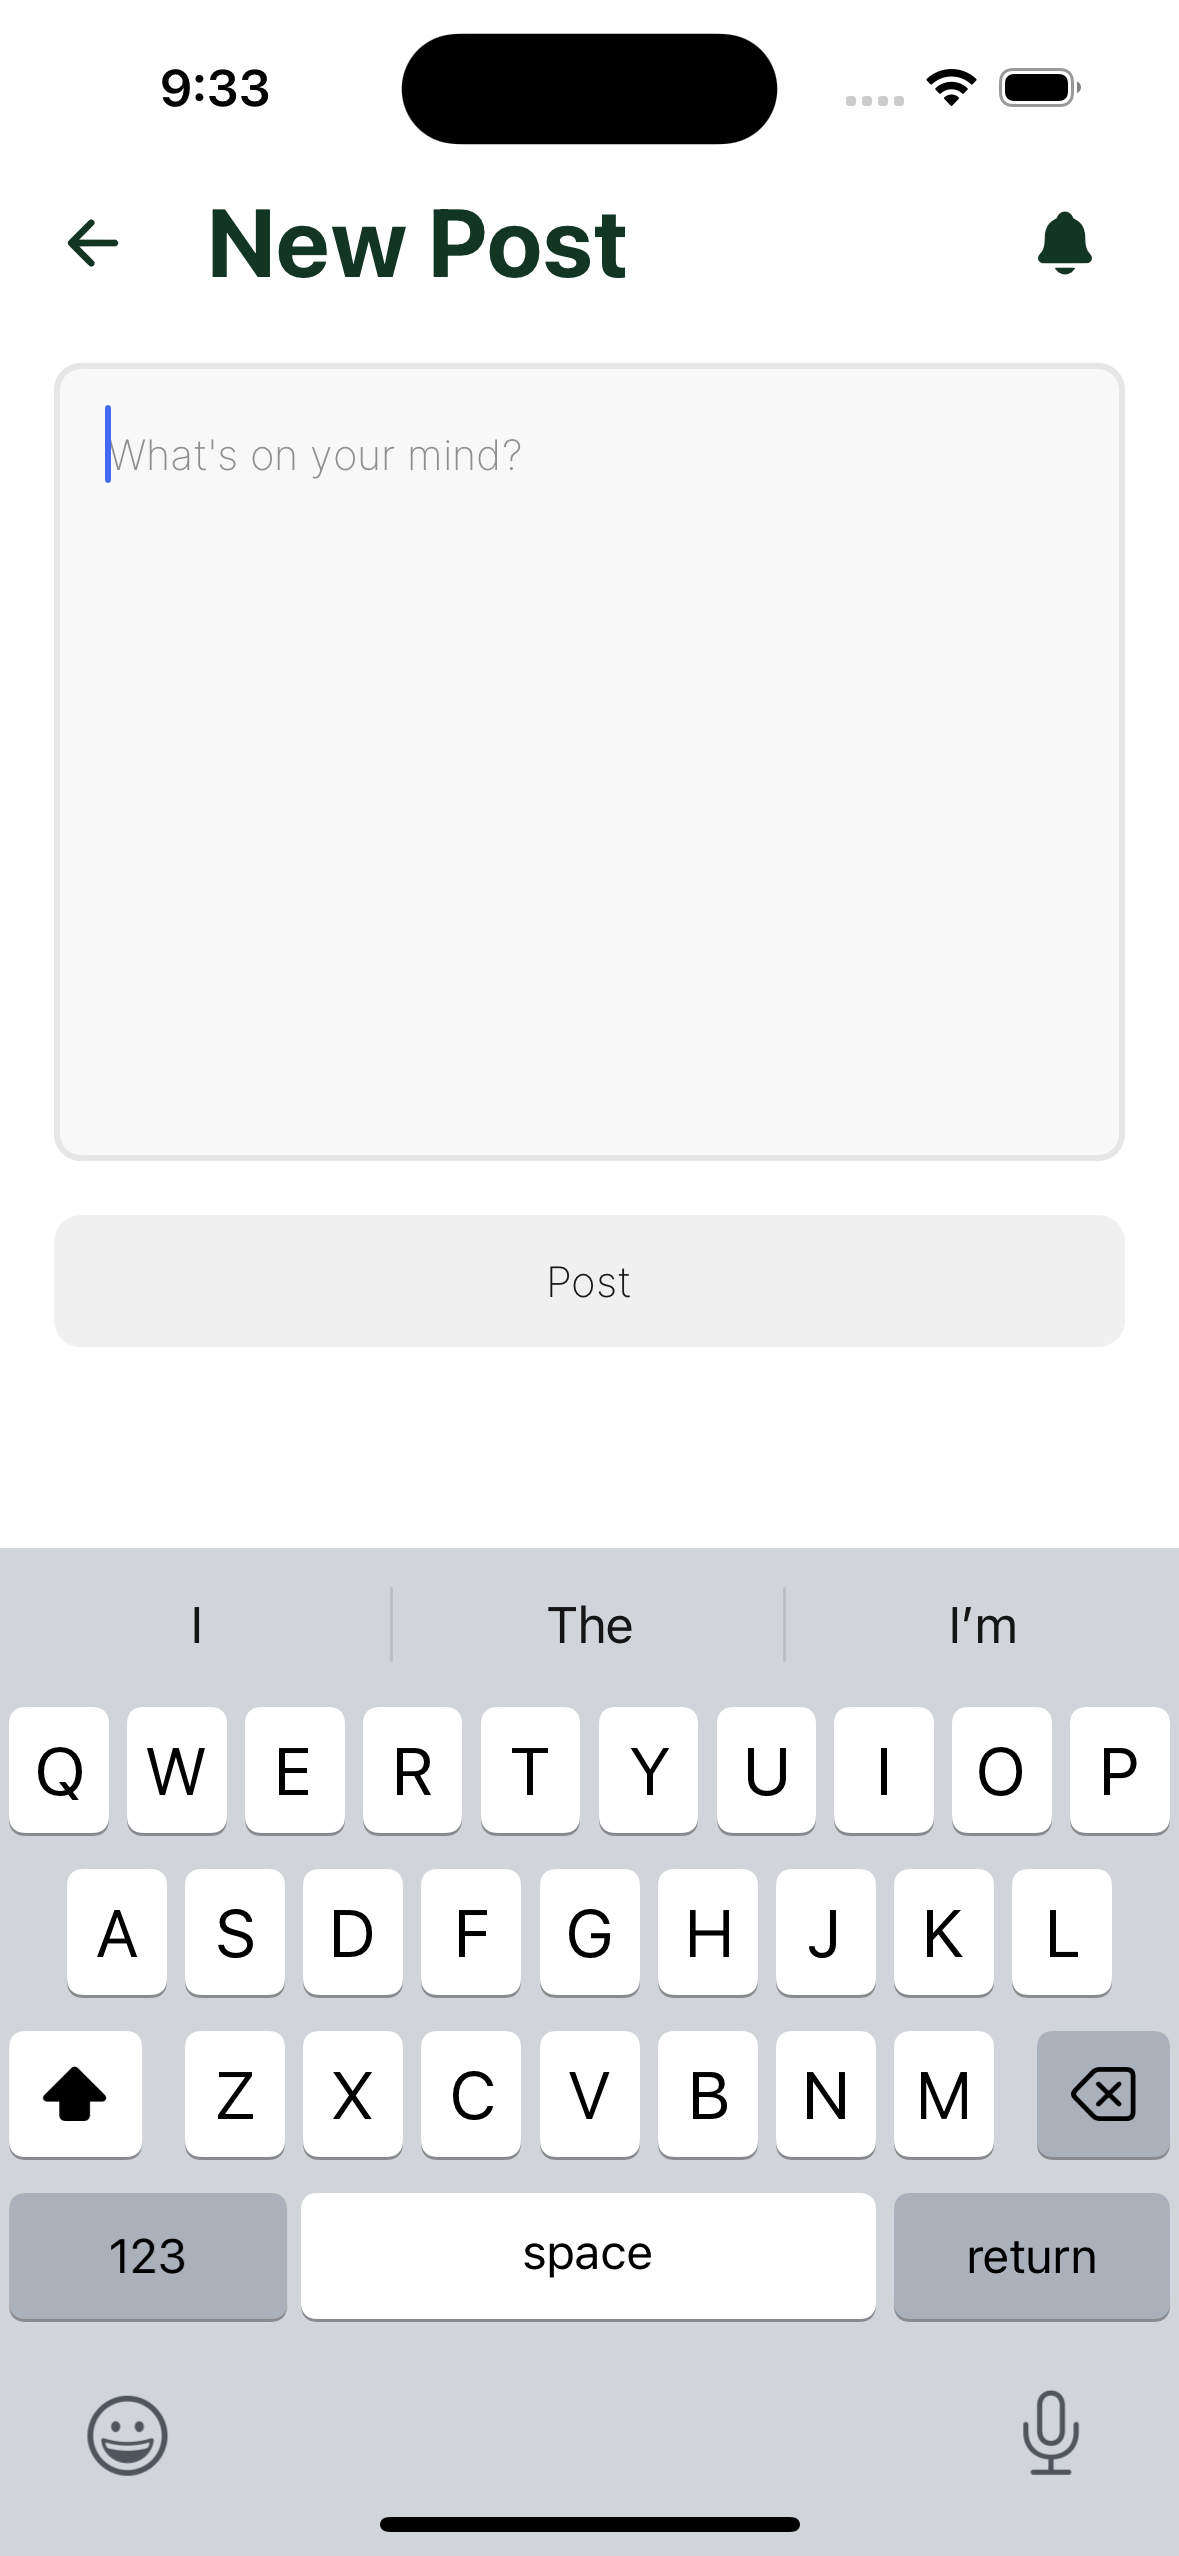 9:33
New Post
What's on your mind?
Post
I The I’m
Q W E R T Y U I O P
A S D F G H J K L
Z X C V B N M
123 space return